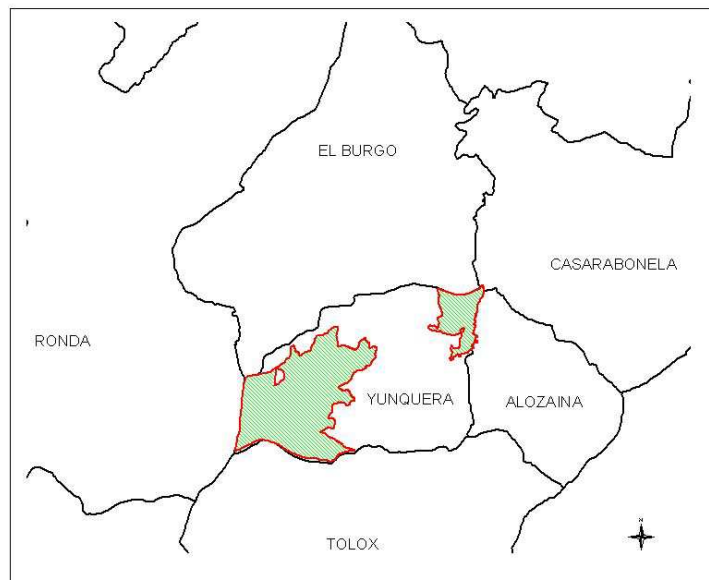 EL BURGO
CASARABONELA
RONDA
YUNQUERA
ALOZAINA
TOLOX